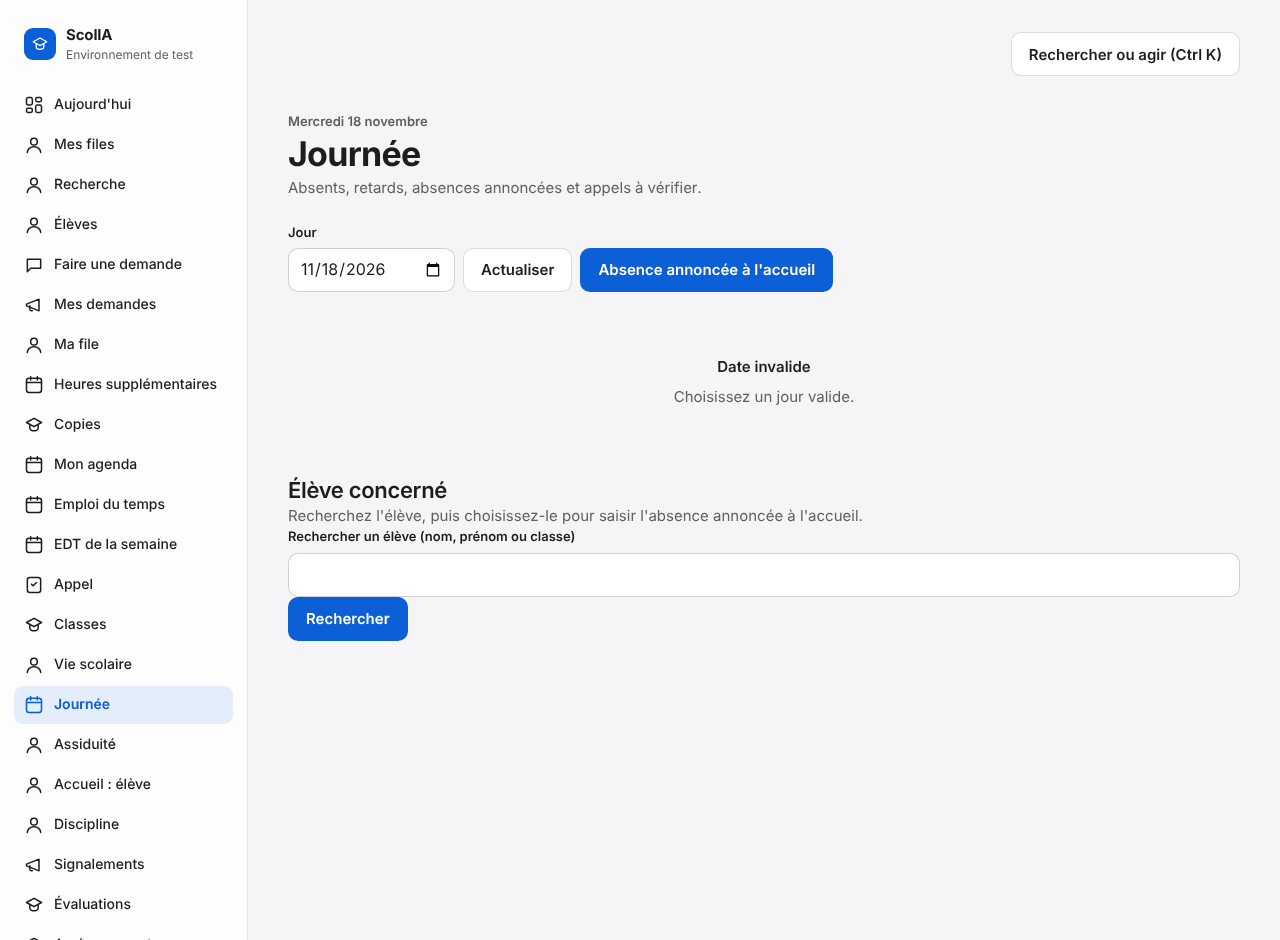 ScolIA
Environnement de test
Aujourd'hui
Mes files
Recherche
Élèves
Faire une demande
Mes demandes
Ma file
Heures supplémentaires
Copies
Mon agenda
Emploi du temps
EDT de la semaine
Appel
Classes
Vie scolaire
Journée
Assiduité
Accueil : élève
Discipline
Signalements
Évaluations
Rechercher ou agir (Ctrl K)
Mercredi 18 novembre
Journée
Absents, retards, absences annoncées et appels à vérifier.
Jour
11/18/2026
Actualiser
Absence annoncée à l'accueil
Date invalide
Choisissez un jour valide.
Élève concerné
Recherchez l'élève, puis choisissez-le pour saisir l'absence annoncée à l'accueil.
Rechercher un élève (nom, prénom ou classe)
Rechercher